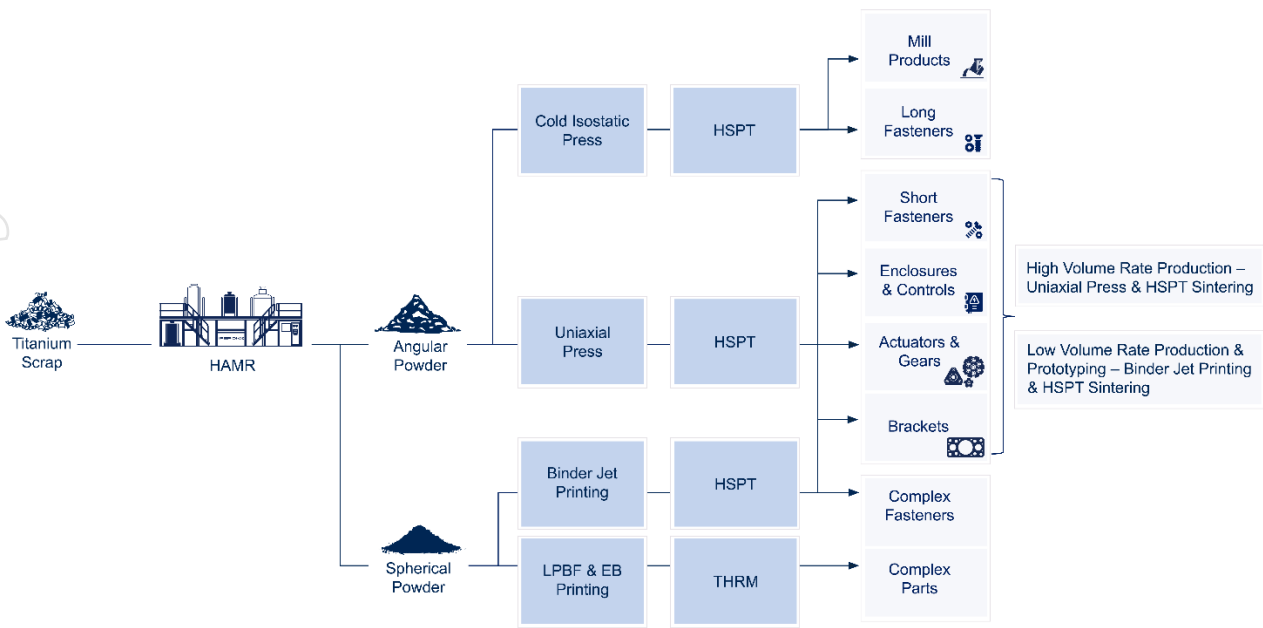 Mill
Products
Long
Fasteners
Cold Isostatic
Press
HSPT
Short
Fasteners
Enclosures
& Controls
Actuators &
Gears
Brackets
High Volume Rate Production –
Uniaxial Press & HSPT Sintering
Low Volume Rate Production &
Prototyping – Binder Jet Printing
& HSPT Sintering
Titanium
Scrap
HAMR
Angular
Powder
Uniaxial
Press
HSPT
Binder Jet
Printing
HSPT
Complex
Fasteners
Spherical
Powder
LPBF & EB
Printing
THRM
Complex
Parts